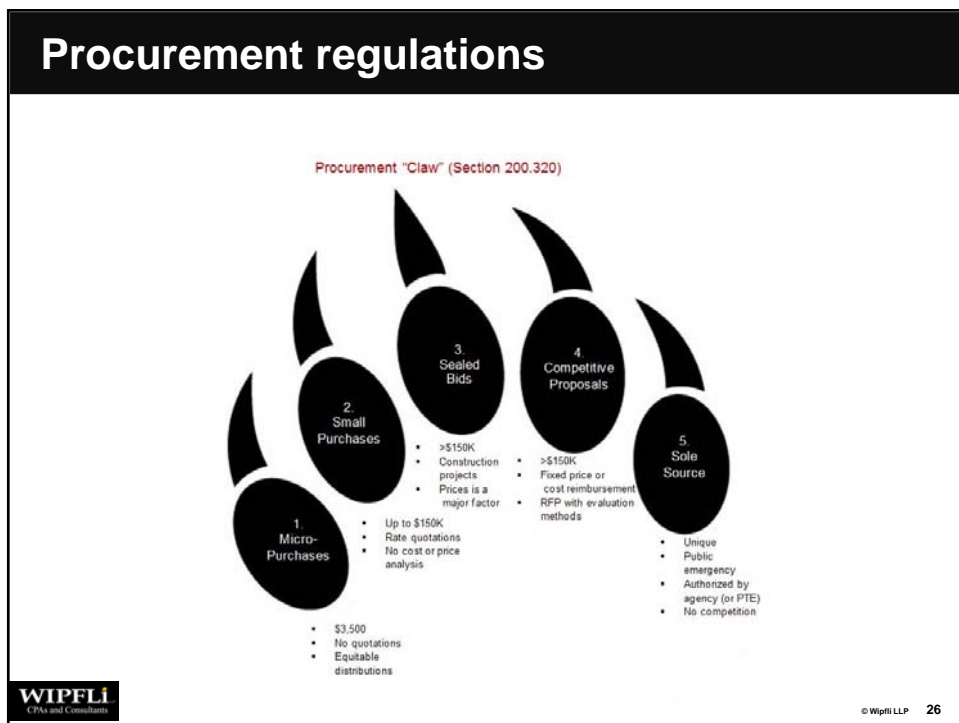 Procurement regulations
Procurement "Claw" (Section 200.320)
1.
Micro-
Purchases
$3,500
No quotations
Equitable
distributions
2.
Small
Purchases
Up to $150K
Rate quotations
No cost or price
analysis
3.
Sealed
Bids
>$150K
Construction
projects
Prices is a
major factor
4.
Competitive
Proposals
>$150K
Fixed price or
cost reimbursement
RFP with evaluation
methods
5.
Sole
Source
Unique
Public
emergency
Authorized by
agency (or PTE)
No competition
WIPFLi
CPAs and Consultants
© Wipfli LLP 26